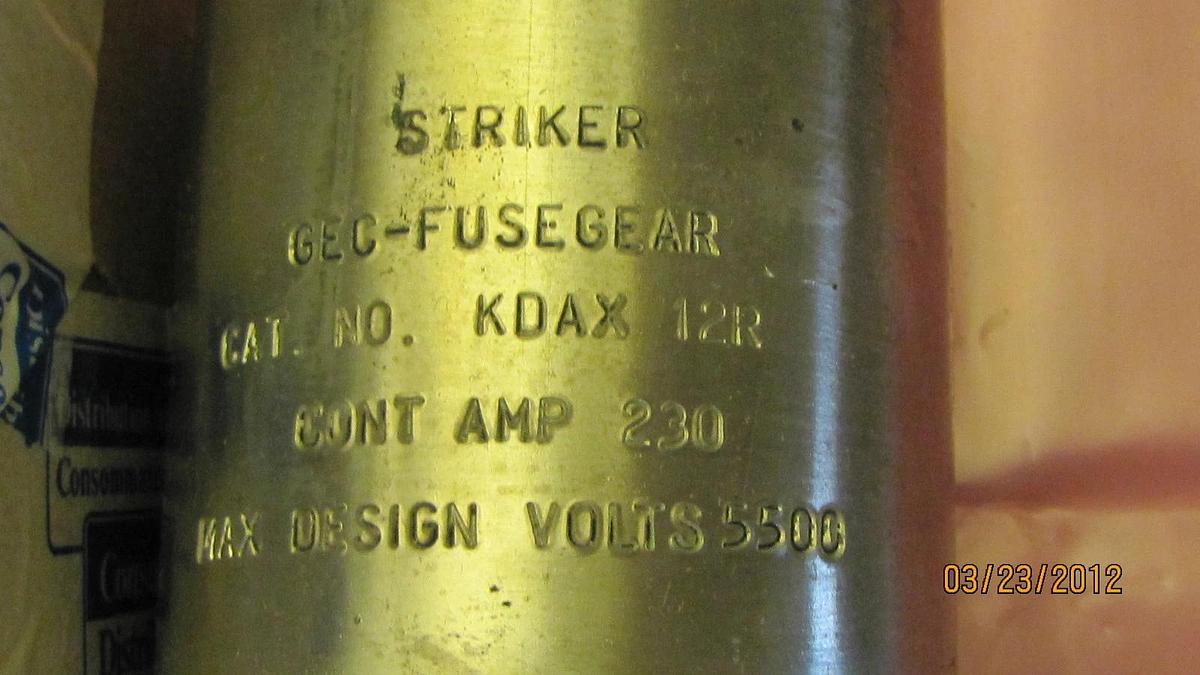 STRIKER
GEC-FUSEGEAR
CAT. NO. KDAX 12R
CONT AMP 230
MAX DESIGN VOLTS 5500
03/23/2012